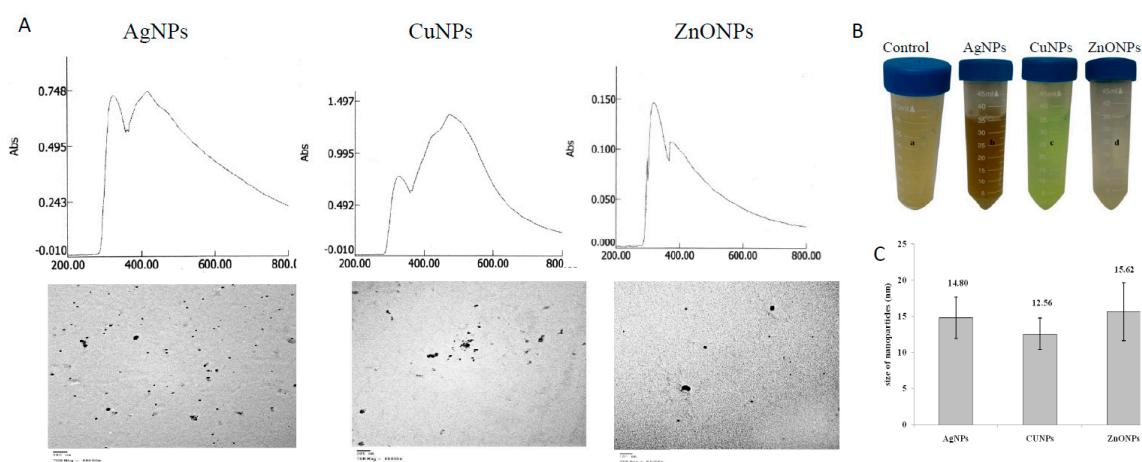 A
AgNPs
CuNPs
ZnONPs
Abs
0.748
0.495
0.243
-0.010
200.00
400.00
600.00
800.0
Abs
1.497
0.995
0.492
-0.010
200.00
400.00
600.00
800.
Abs
0.150
0.100
0.050
0.000
200.00
400.00
600.00
800.00
B
Control
AgNPs
CuNPs
ZnONPs
a
b
c
d
C
size of nanoparticles (nm)
25
20
15
10
5
0
14.80
12.56
15.62
AgNPs
CUNPs
ZnONPs